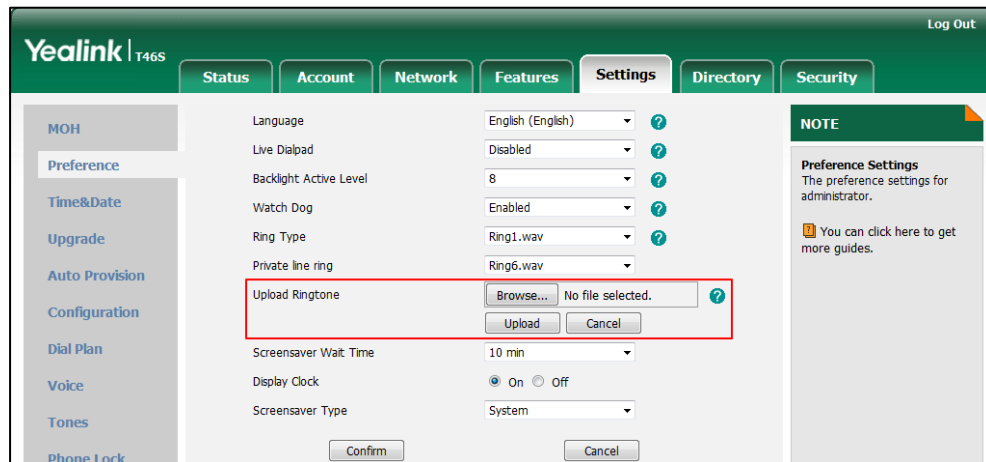 Log Out
Yealink | T46S
Status Account Network Features Settings Directory Security
MOH
Preference
Time&Date
Upgrade
Auto Provision
Configuration
Dial Plan
Voice
Tones
Phone Lock
Language English (English) ?
Live Dialpad Disabled ?
Backlight Active Level 8 ?
Watch Dog Enabled ?
Ring Type Ring1.wav ?
Private line ring Ring6.wav
Upload Ringtone Browse... No file selected. ?
Upload Cancel
Screensaver Wait Time 10 min
Display Clock On Off
Screensaver Type System
Confirm Cancel
NOTE
Preference Settings
The preference settings for
administrator.
? You can click here to get
more guides.